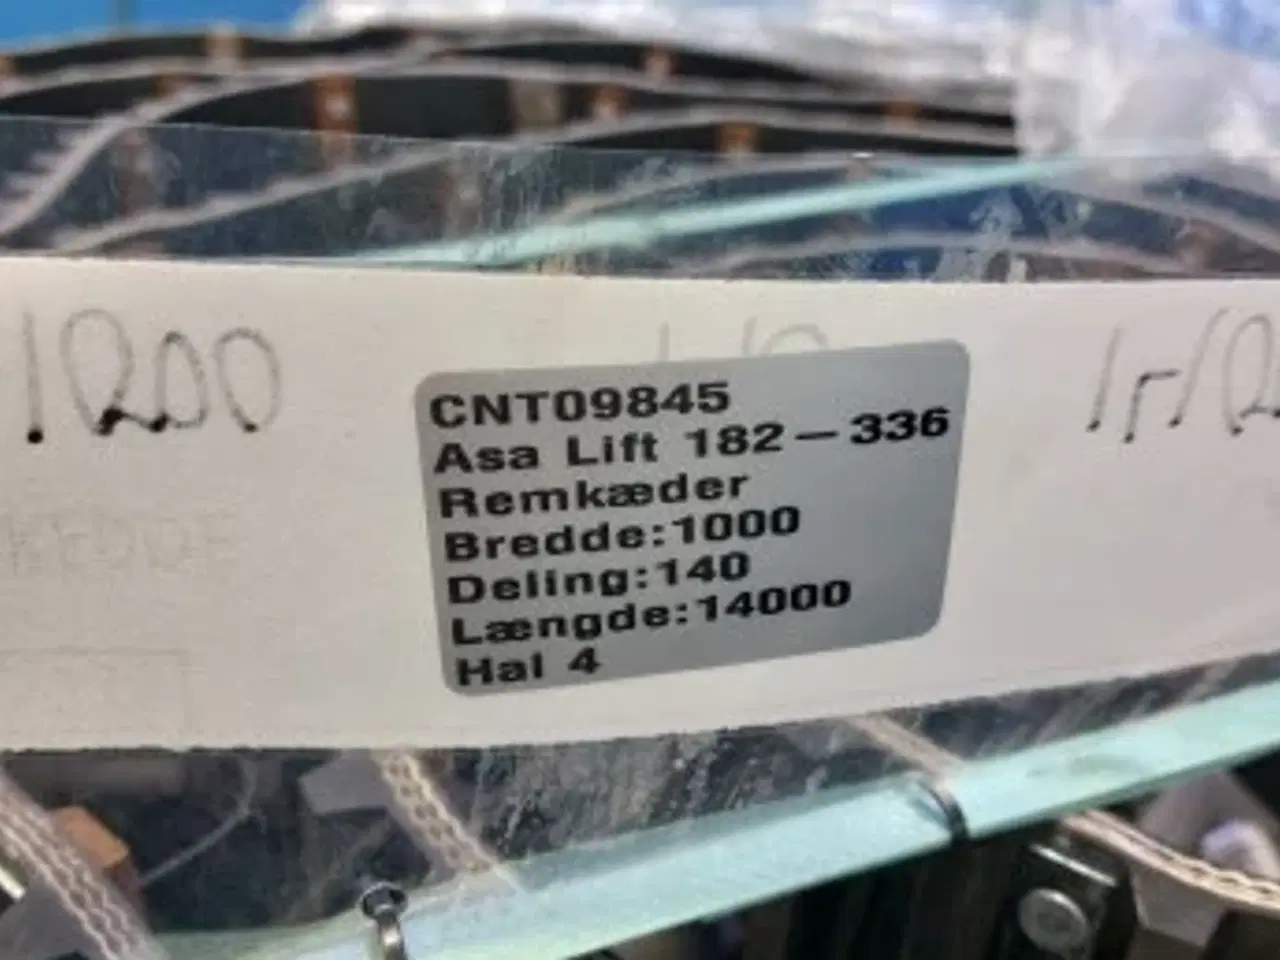 1200
CNT09845
Asa Lift 182-336
Remkæder
Bredde:1000
Deling:140
Længde:14000
Hal 4